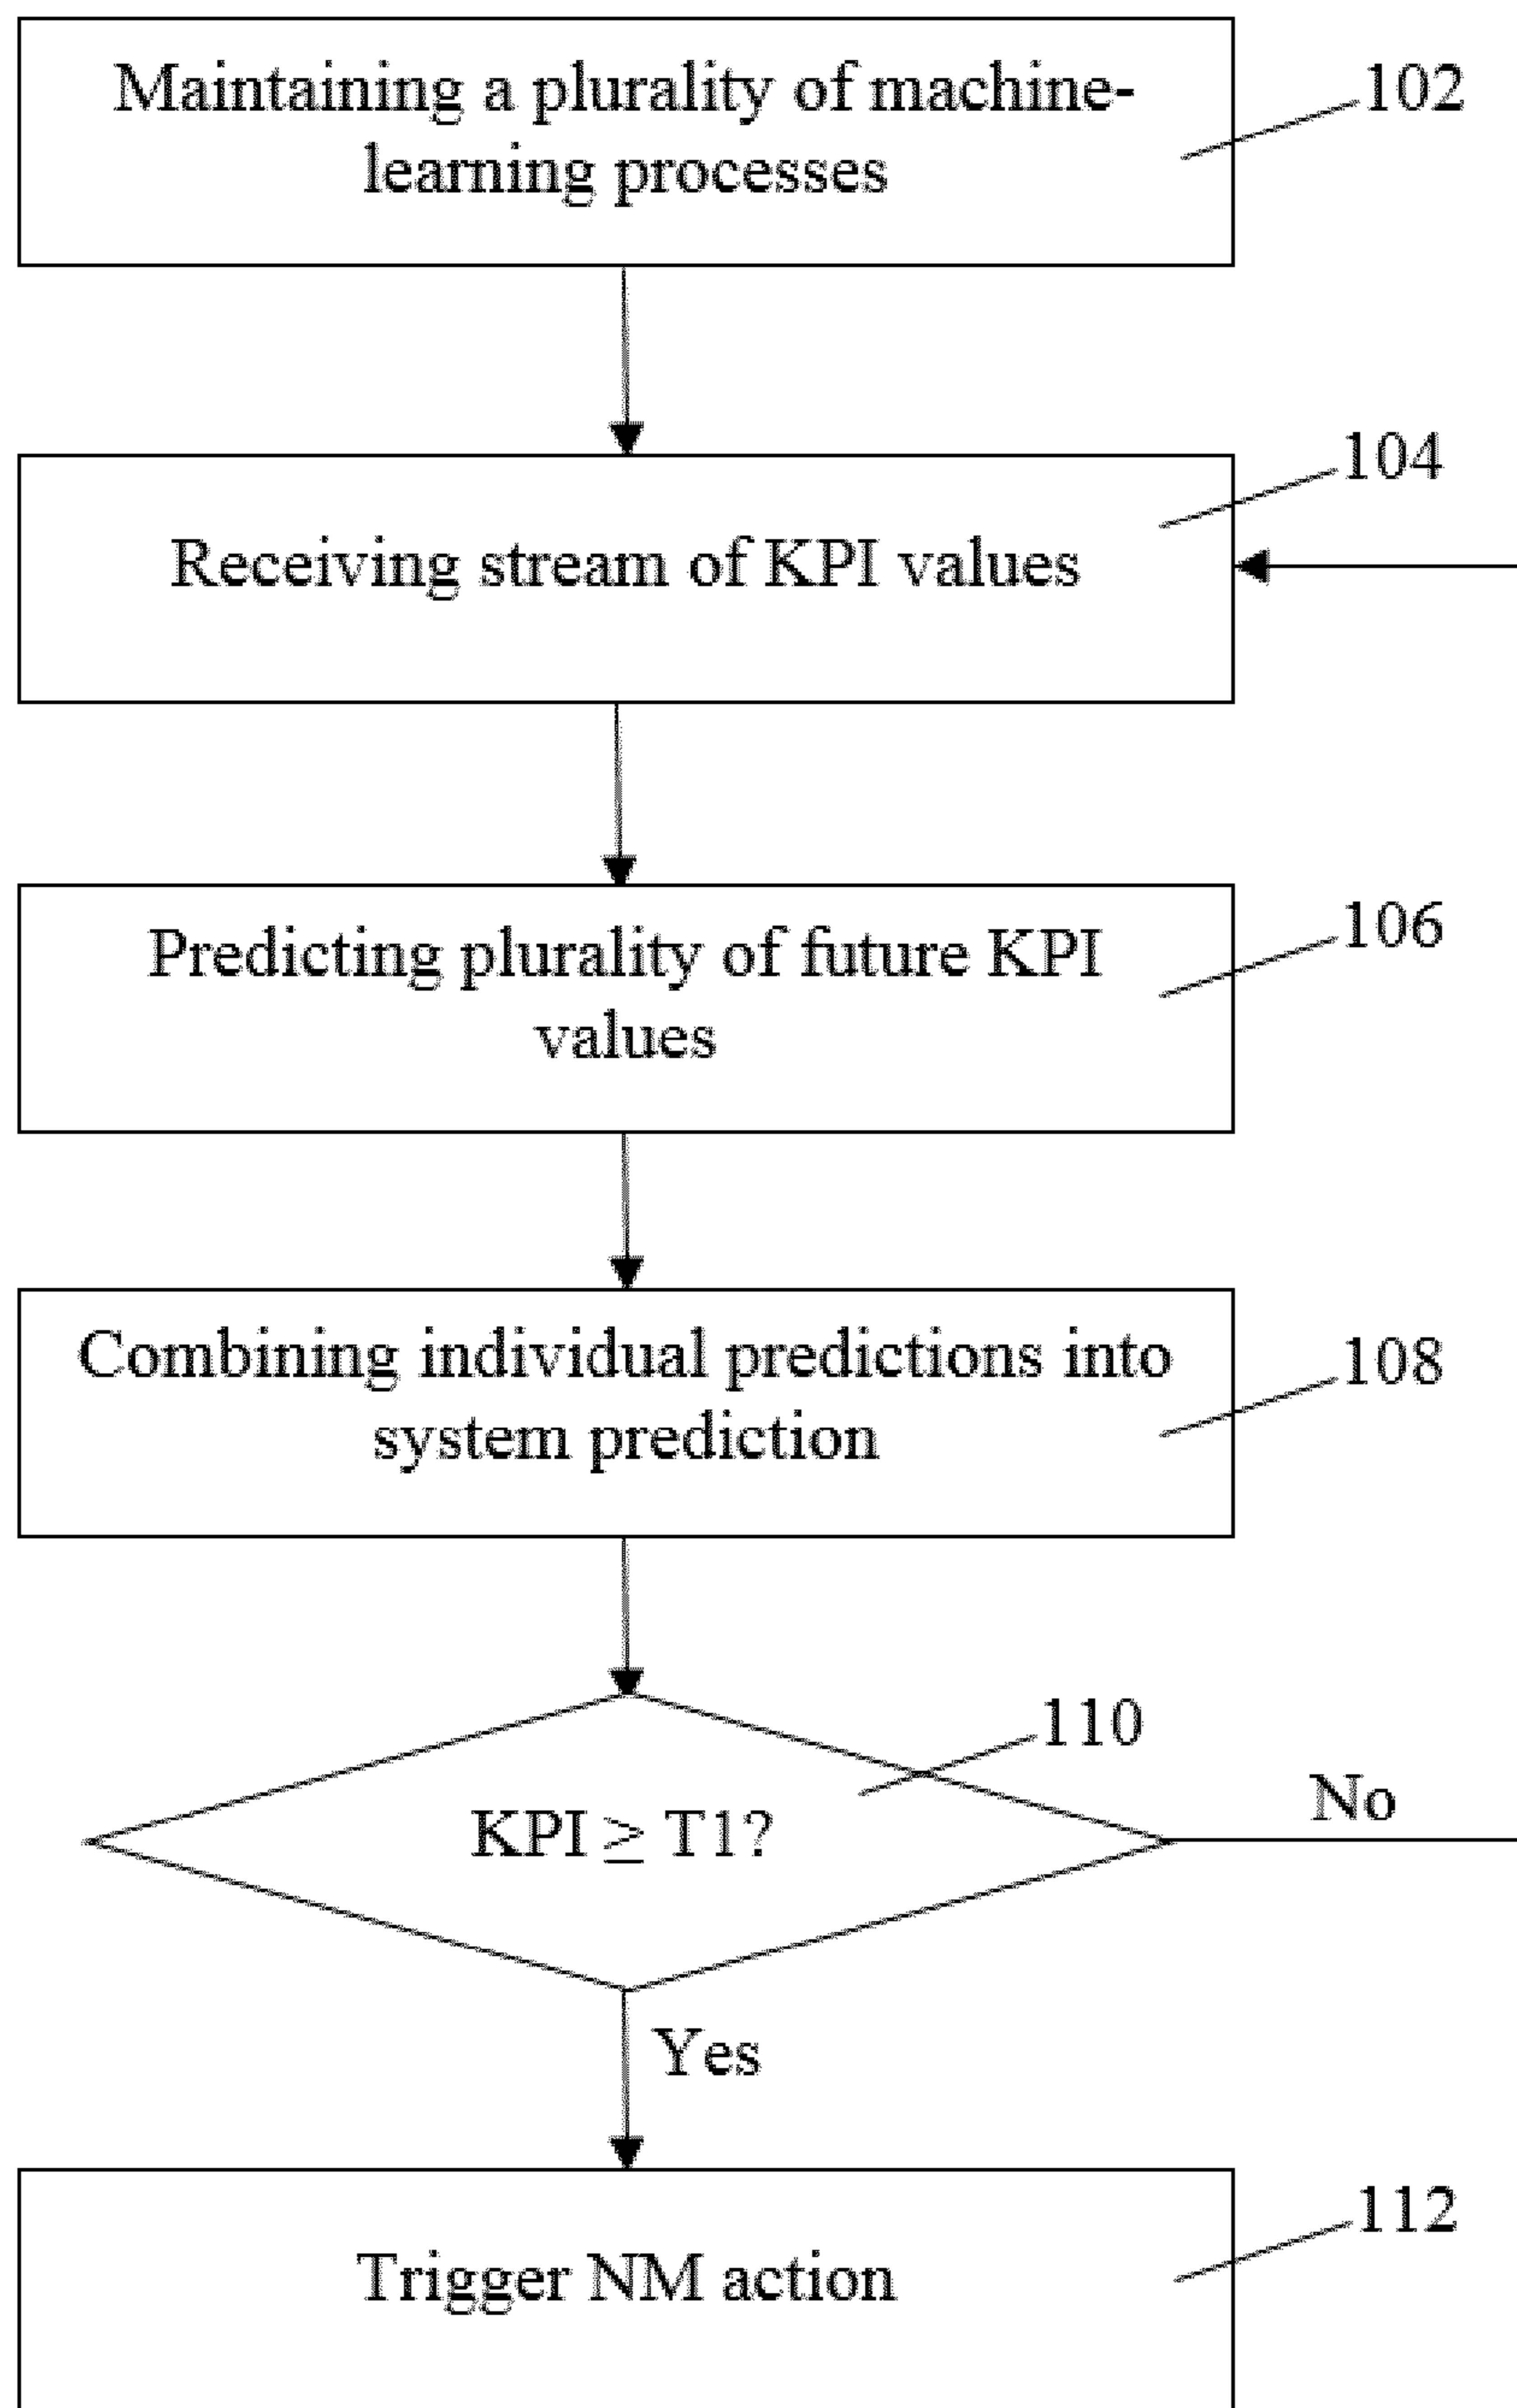 Maintaining a plurality of machine-
learning processes
102
104
Receiving stream of KPI values
106
Predicting plurality of future KPI
values
Combining individual predictions into
system prediction
108
110
KPI ≥ T1?
No
Yes
112
Trigger NM action